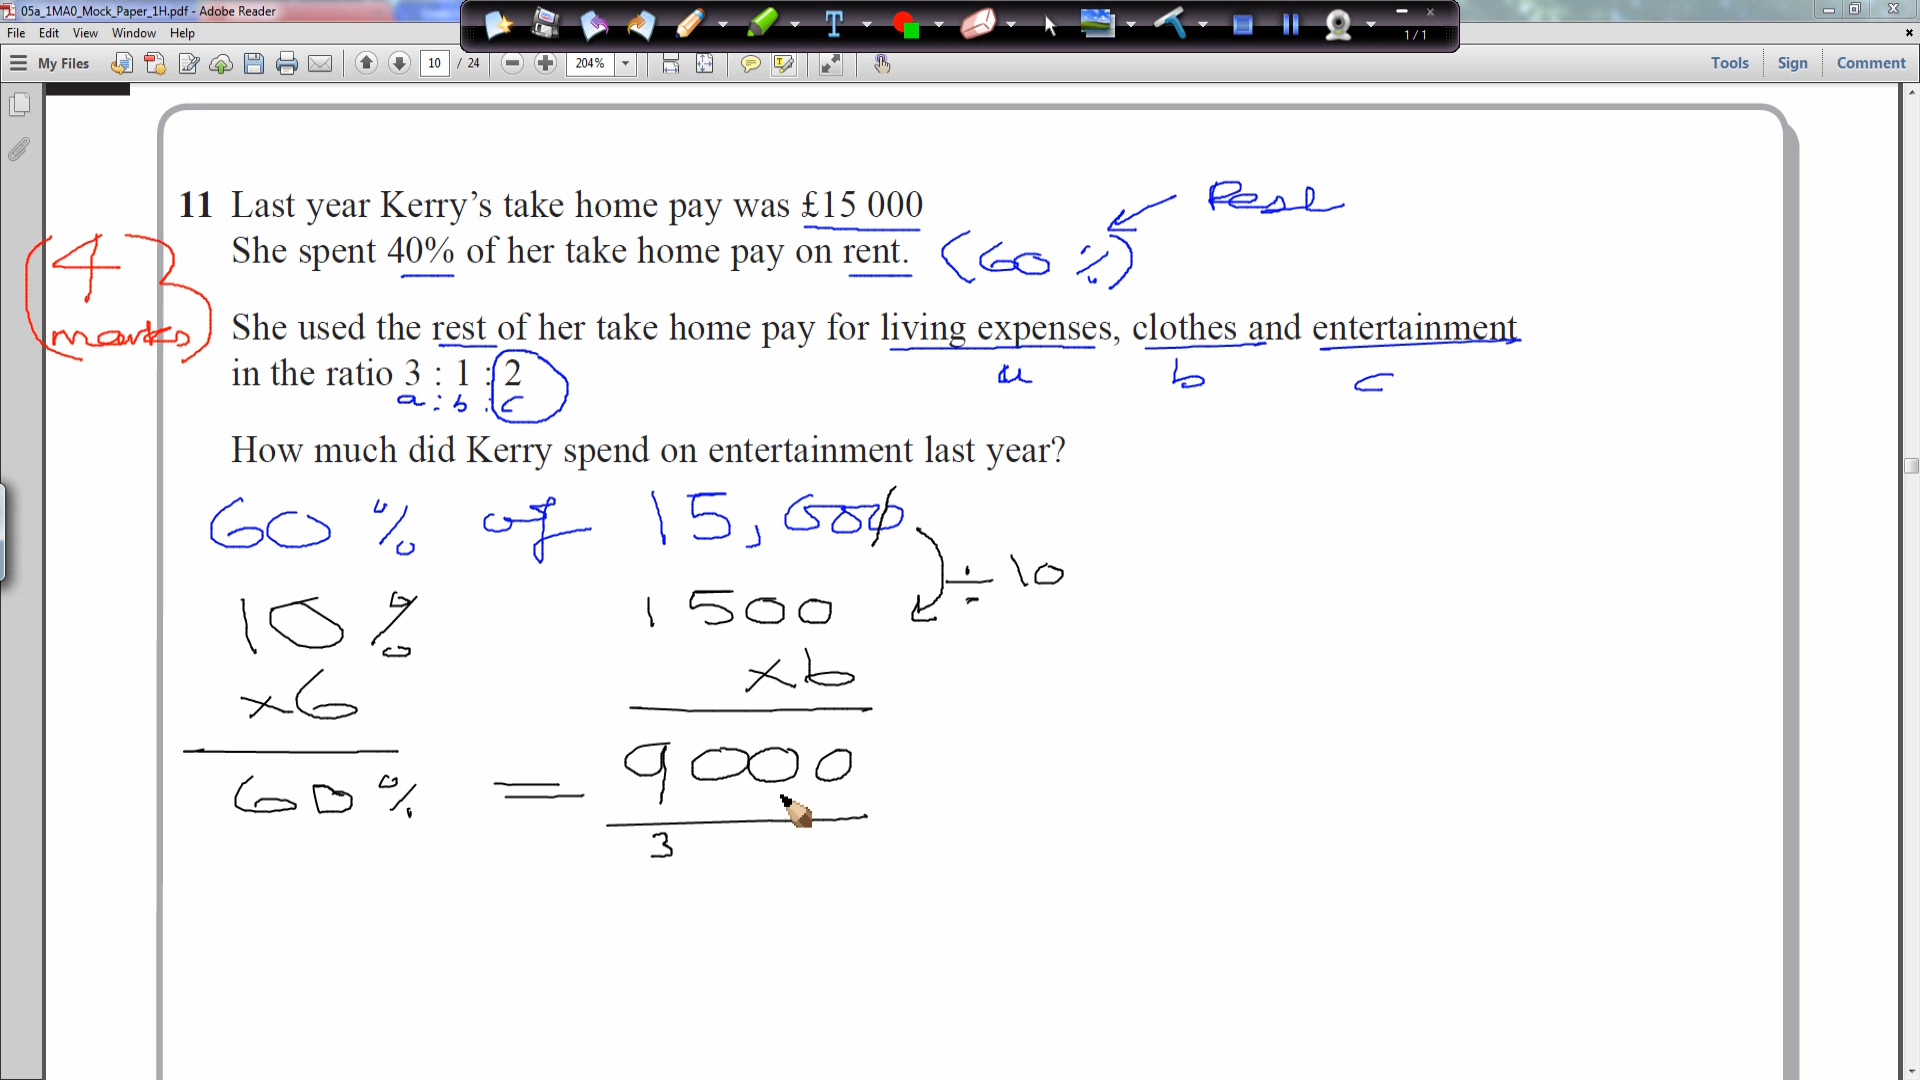 05a_1MA0_Mock_Paper_1H.pdf - Adobe Reader
File Edit View Window Help
1/1
My Files 10 / 24 204% Tools Sign Comment
11 Last year Kerry's take home pay was £15 000
She spent 40% of her take home pay on rent. (60 %)
4 marks
She used the rest of her take home pay for living expenses, clothes and entertainment
in the ratio 3 : 1 : 2
a : b : c
a b c
How much did Kerry spend on entertainment last year?
60 % of 15,000
÷ 10
10 % 1500
x6 x6
60 % = 9000
3